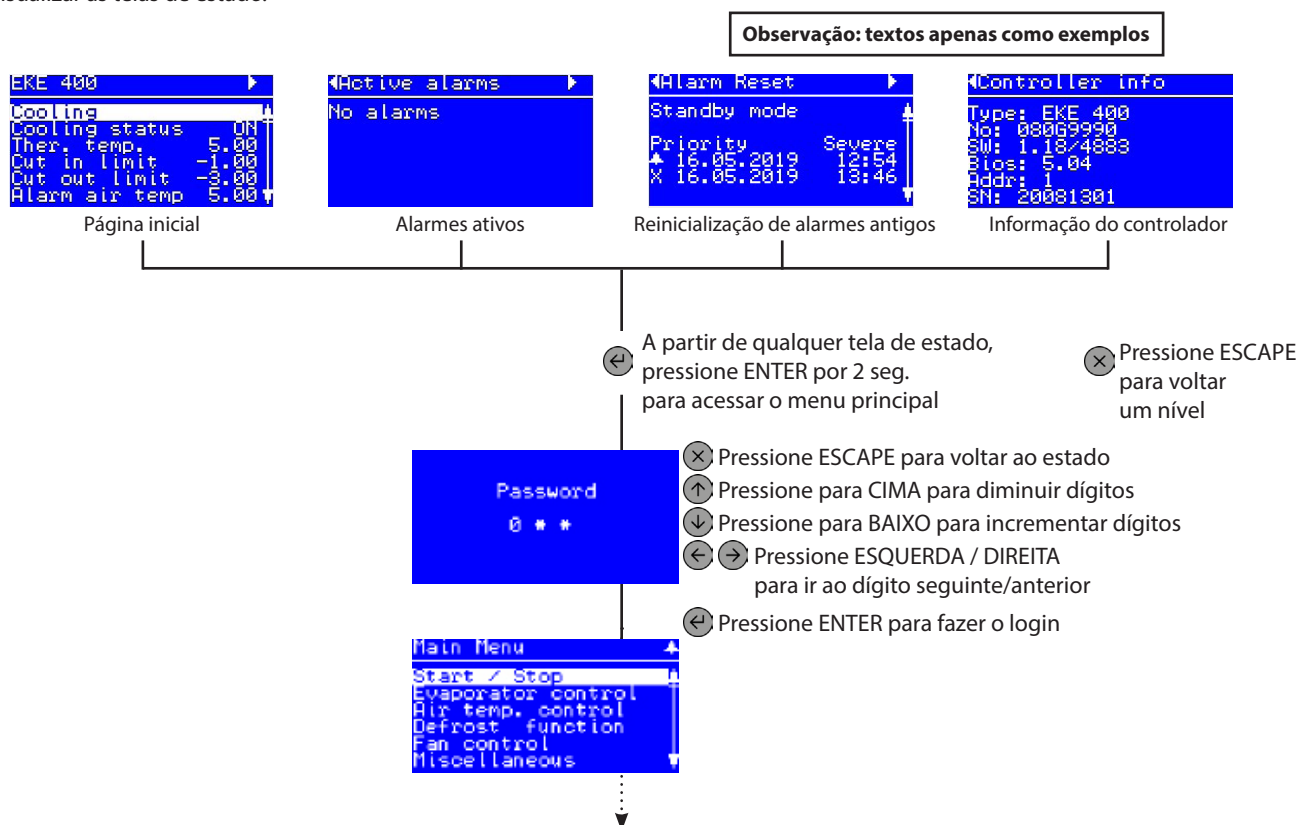 visualizar as telas de estado.
Observação: textos apenas como exemplos
EKE 400
Cooling
Cooling status ON
Ther. temp. 5.00
Cut in limit -1.00
Cut out limit -3.00
Alarm air temp 5.00
Página inicial
Active alarms
No alarms
Alarmes ativos
Alarm Reset
Standby mode
Priority Severe
16.05.2019 12:54
X 16.05.2019 13:46
Reinicialização de alarmes antigos
Controller info
Type: EKE 400
No: 080G9990
SW: 1.18/4883
Bios: 5.04
Addr: 1
SN: 20081301
Informação do controlador
A partir de qualquer tela de estado,
pressione ENTER por 2 seg.
para acessar o menu principal
Pressione ESCAPE
para voltar
um nível
Password
0 * *
Pressione ESCAPE para voltar ao estado
Pressione para CIMA para diminuir dígitos
Pressione para BAIXO para incrementar dígitos
Pressione ESQUERDA / DIREITA
para ir ao dígito seguinte/anterior
Pressione ENTER para fazer o login
Main Menu
Start / Stop
Evaporator control
Air temp. control
Defrost function
Fan control
Miscellaneous